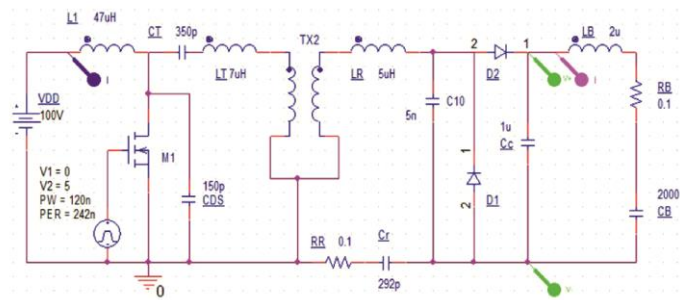 L1 47uH
CT 350p
TX2
LB 2u
2
1
LT 7uH
LR 5uH
D2
V+
I
I
RB
0.1
VDD
100V
C10
5n
1u
Cc
M1
1
V1 = 0
V2 = 5
PW = 120n
PER = 242n
150p
CDS
D1
2
2000
CB
RR 0.1
Cr
292p
0
V-